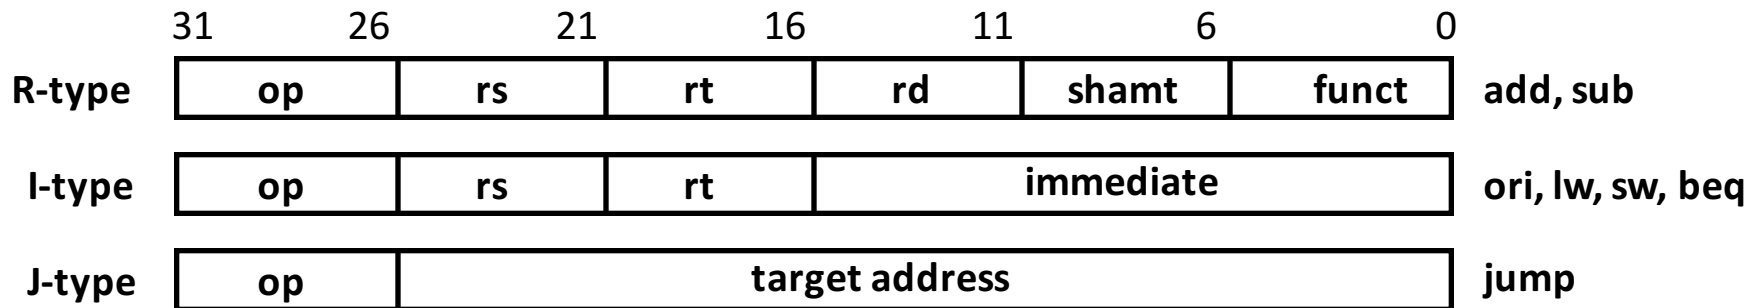 31 26 21 16 11 6 0
R-type op rs rt rd shamt funct add, sub
I-type op rs rt immediate ori, lw, sw, beq
J-type op target address jump